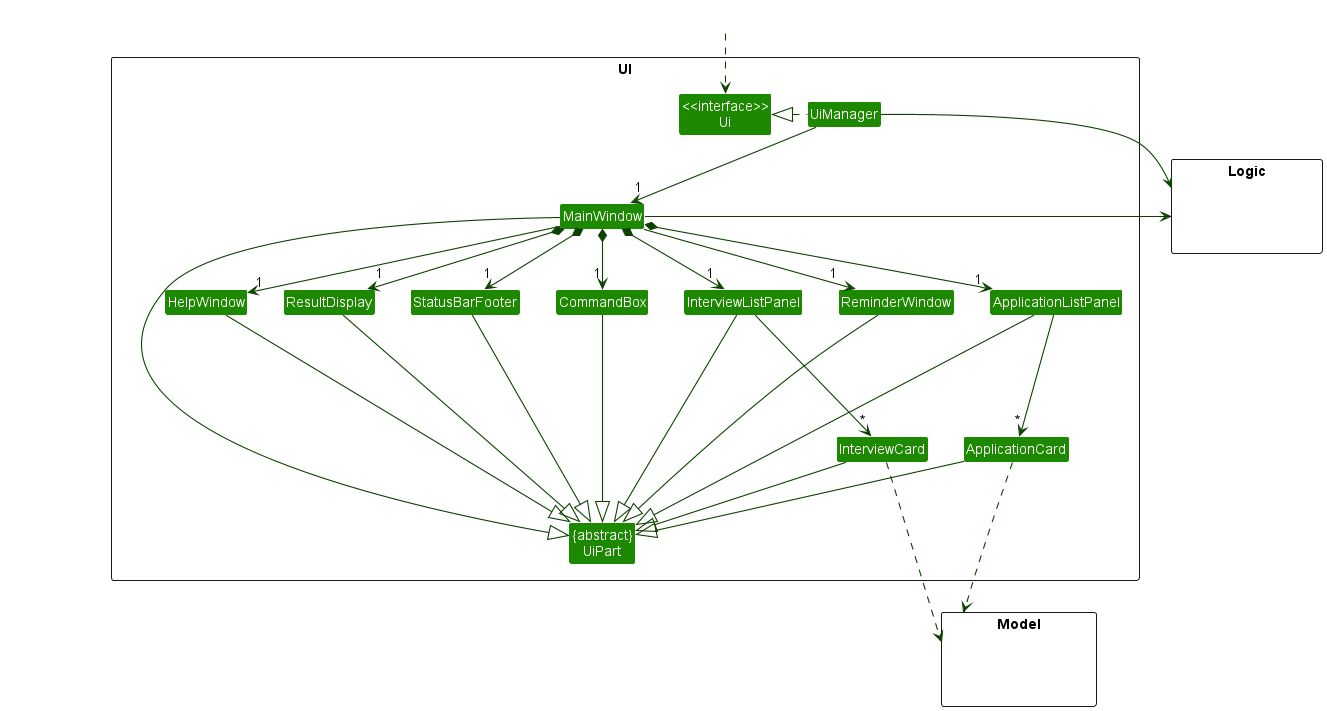 UI
<<interface>>
Ui
UiManager
Logic
1
MainWindow
1
1
1
1
1
1
1
HelpWindow
ResultDisplay
StatusBarFooter
CommandBox
InterviewListPanel
ReminderWindow
ApplicationListPanel
*
*
InterviewCard
ApplicationCard
{abstract}
UiPart
Model